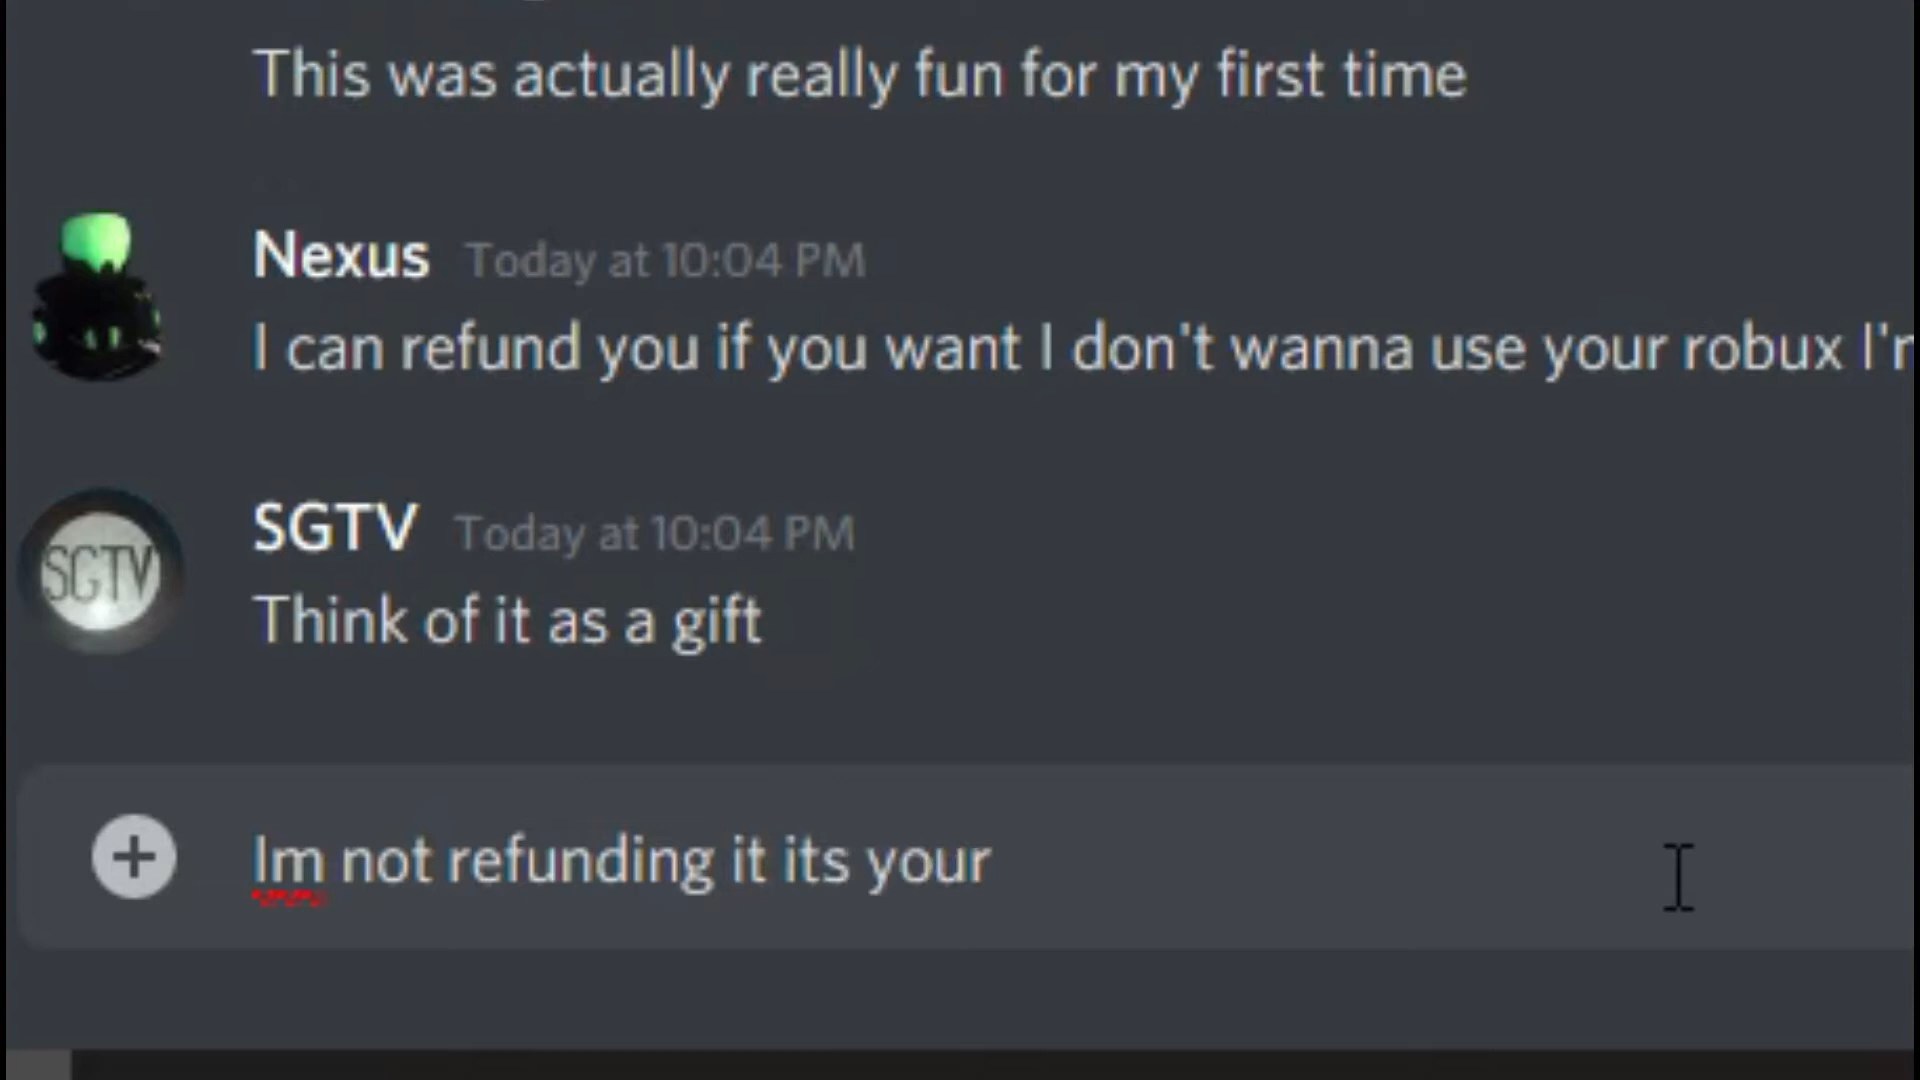 This was actually really fun for my first time
Nexus Today at 10:04 PM
I can refund you if you want I don't wanna use your robux
SGTV Today at 10:04 PM
SGTV
Think of it as a gift
Im not refunding it its your